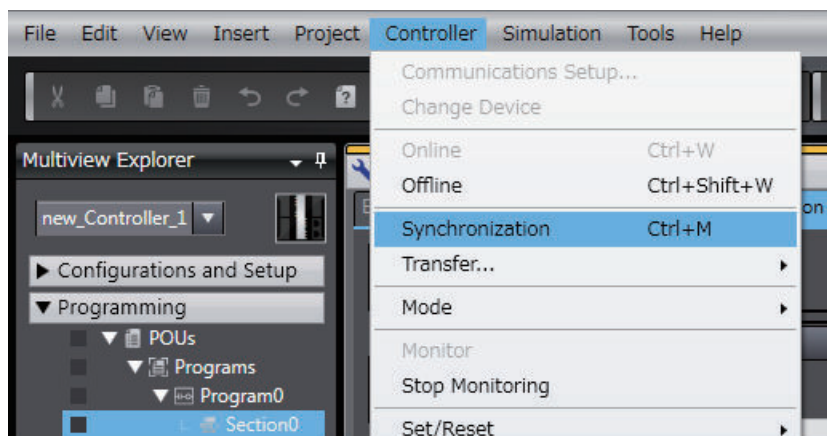 File Edit View Insert Project Controller Simulation Tools Help
Communications Setup...
Change Device
Multiview Explorer
Online Ctrl+W
Offline Ctrl+Shift+W
new_Controller_1
Synchronization Ctrl+M
Configurations and Setup
Transfer...
Programming
Mode
POUs
Monitor
Programs
Stop Monitoring
Program0
Section0
Set/Reset